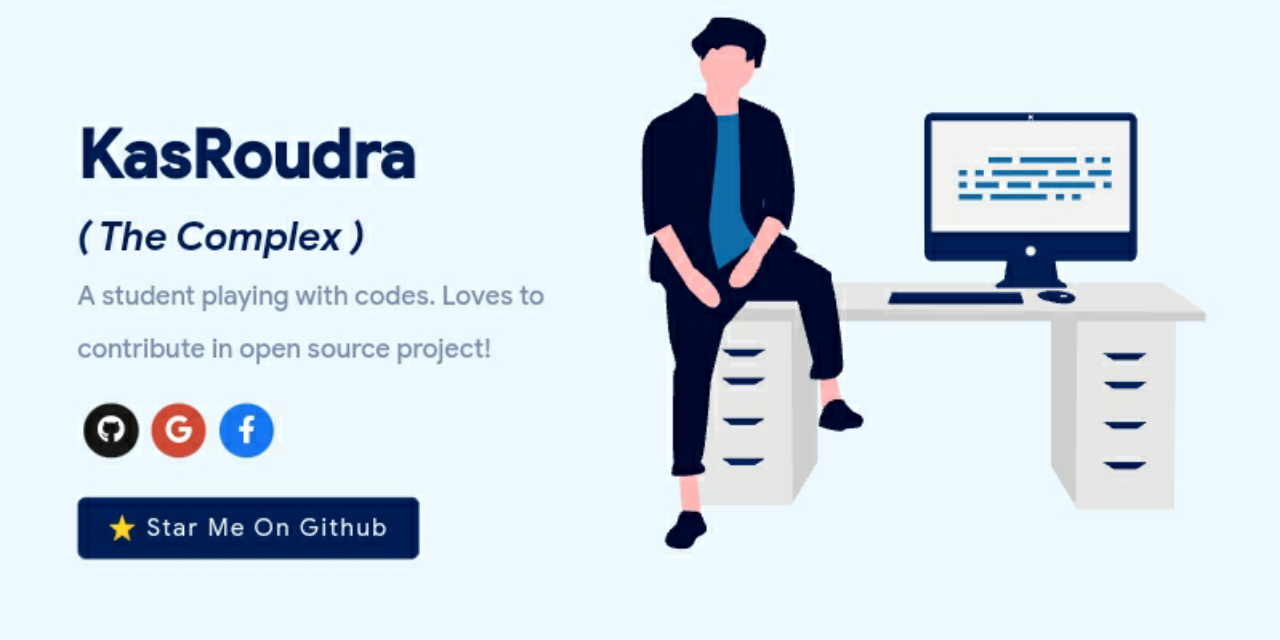 KasRoudra
( The Complex )
A student playing with codes. Loves to
contribute in open source project!
Star Me On Github